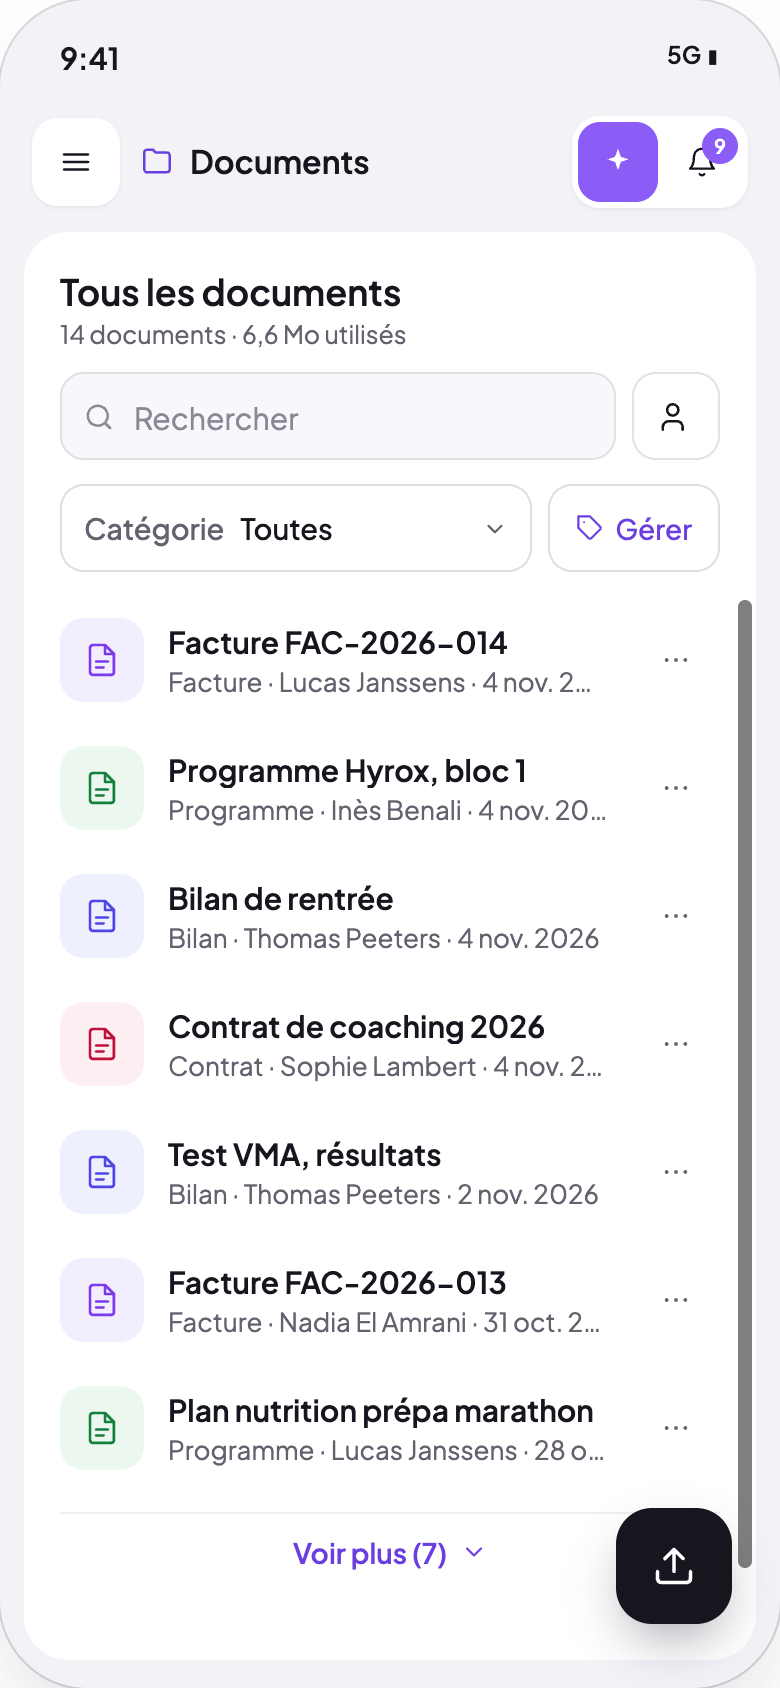 9:41
5G
Documents
9
Tous les documents
14 documents · 6,6 Mo utilisés
Rechercher
Catégorie Toutes
Gérer
Facture FAC-2026-014
Facture · Lucas Janssens · 4 nov. 2...
Programme Hyrox, bloc 1
Programme · Inès Benali · 4 nov. 20...
Bilan de rentrée
Bilan · Thomas Peeters · 4 nov. 2026
Contrat de coaching 2026
Contrat · Sophie Lambert · 4 nov. 2...
Test VMA, résultats
Bilan · Thomas Peeters · 2 nov. 2026
Facture FAC-2026-013
Facture · Nadia El Amrani · 31 oct. 2...
Plan nutrition prépa marathon
Programme · Lucas Janssens · 28 o...
Voir plus (7)